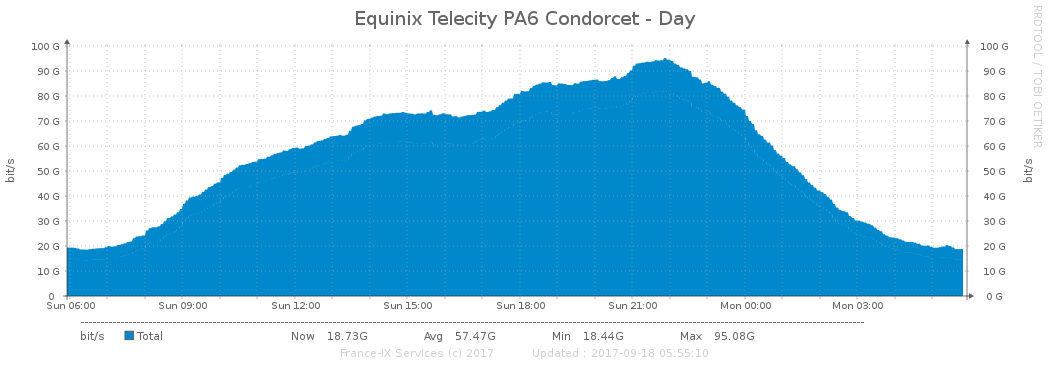 Equinix Telecity PA6 Condorcet - Day
RRDTOOL / TOBI OETIKER
bit/s
bit/s
100 G 100 G
90 G 90 G
80 G 80 G
70 G 70 G
60 G 60 G
50 G 50 G
40 G 40 G
30 G 30 G
20 G 20 G
10 G 10 G
0 0 G
Sun 06:00 Sun 09:00 Sun 12:00 Sun 15:00 Sun 18:00 Sun 21:00 Mon 00:00 Mon 03:00
bit/s Total Now 18.73G Avg 57.47G Min 18.44G Max 95.08G
France-IX Services (c) 2017 Updated : 2017-09-18 05:55:10